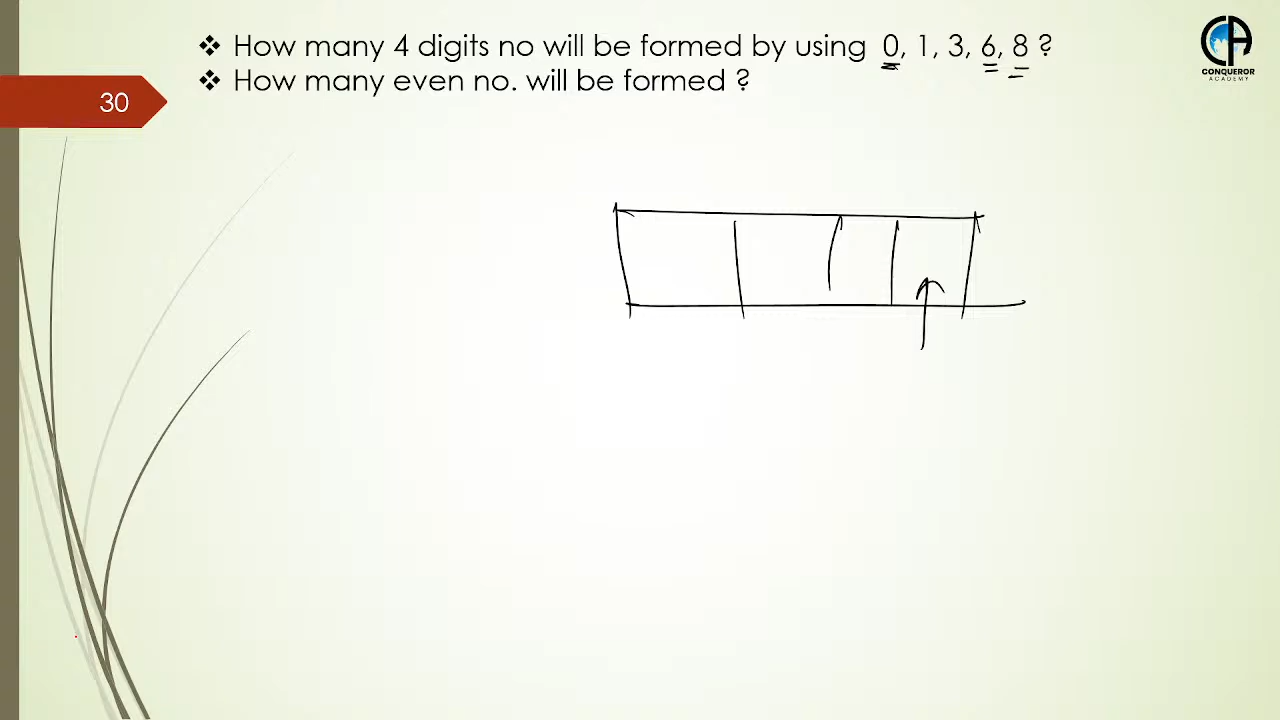 ❖ How many 4 digits no will be formed by using 0, 1, 3, 6, 8 ?
❖ How many even no. will be formed ?
30
CONQUEROR
ACADEMY